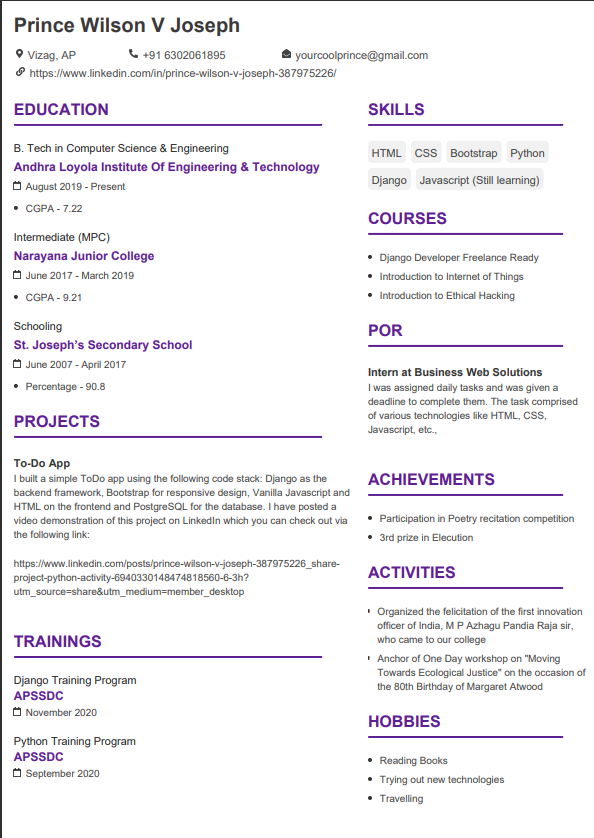 Prince Wilson V Joseph
Vizag, AP
+91 6302061895
yourcoolprince@gmail.com
https://www.linkedin.com/in/prince-wilson-v-joseph-387975226/
EDUCATION
B. Tech in Computer Science & Engineering
Andhra Loyola Institute Of Engineering & Technology
August 2019 - Present
CGPA - 7.22
Intermediate (MPC)
Narayana Junior College
June 2017 - March 2019
CGPA - 9.21
Schooling
St. Joseph's Secondary School
June 2007 - April 2017
Percentage - 90.8
PROJECTS
To-Do App
I built a simple ToDo app using the following code stack: Django as the
backend framework, Bootstrap for responsive design, Vanilla Javascript and
HTML on the frontend and PostgreSQL for the database. I have posted a
video demonstration of this project on LinkedIn which you can check out via
the following link:
https://www.linkedin.com/posts/prince-wilson-v-joseph-387975226_share-
project-python-activity-6940330148474818560-6-3h?
utm_source=share&utm_medium=member_desktop
TRAININGS
Django Training Program
APSSDC
November 2020
Python Training Program
APSSDC
September 2020
SKILLS
HTML CSS Bootstrap Python
Django Javascript (Still learning)
COURSES
Django Developer Freelance Ready
Introduction to Internet of Things
Introduction to Ethical Hacking
POR
Intern at Business Web Solutions
I was assigned daily tasks and was given a
deadline to complete them. The task comprised
of various technologies like HTML, CSS,
Javascript, etc.,
ACHIEVEMENTS
Participation in Poetry recitation competition
3rd prize in Elecution
ACTIVITIES
Organized the felicitation of the first innovation
officer of India, M P Azhagu Pandia Raja sir,
who came to our college
Anchor of One Day workshop on "Moving
Towards Ecological Justice" on the occasion of
the 80th Birthday of Margaret Atwood
HOBBIES
Reading Books
Trying out new technologies
Travelling